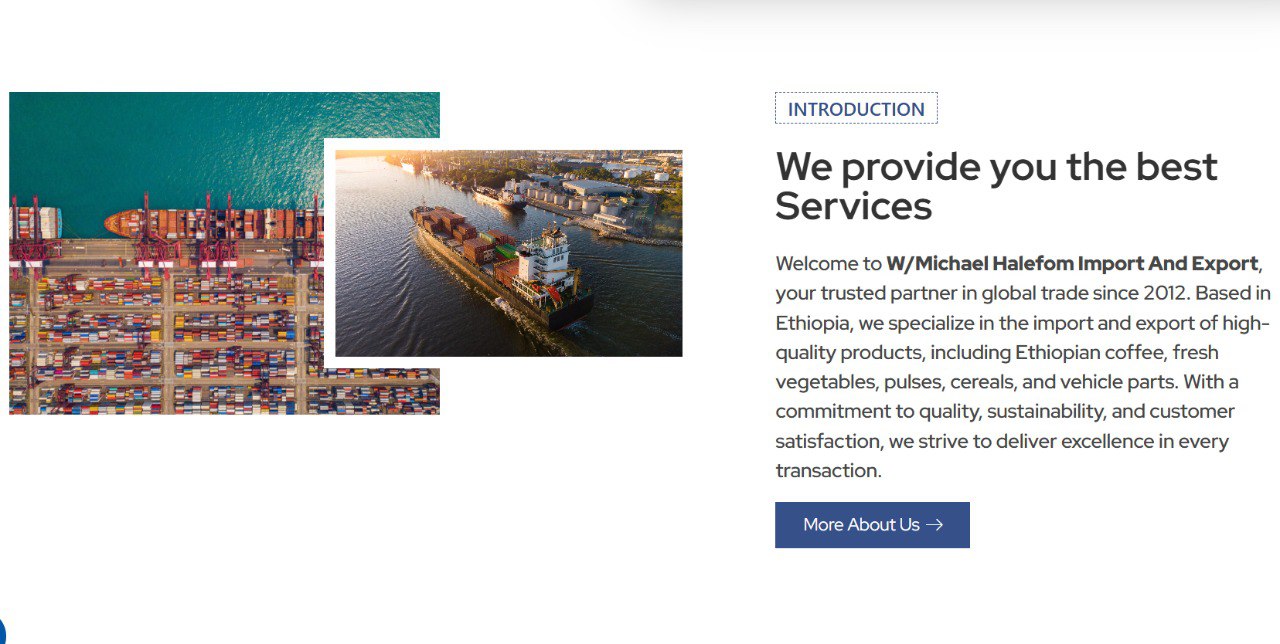 INTRODUCTION
We provide you the best
Services
Welcome to W/Michael Halefom Import And Export,
your trusted partner in global trade since 2012. Based in
Ethiopia, we specialize in the import and export of high-
quality products, including Ethiopian coffee, fresh
vegetables, pulses, cereals, and vehicle parts. With a
commitment to quality, sustainability, and customer
satisfaction, we strive to deliver excellence in every
transaction.
More About Us →